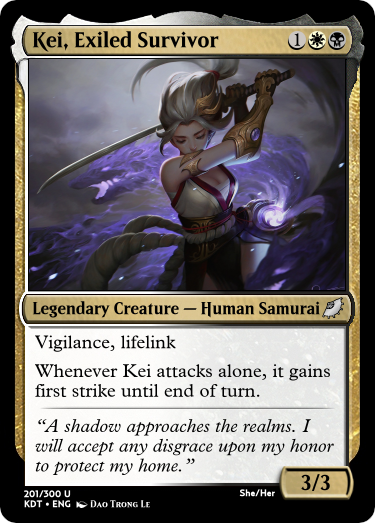 Kei, Exiled Survivor 1
Legendary Creature — Human Samurai
Vigilance, lifelink
Whenever Kei attacks alone, it gains
first strike until end of turn.
“A shadow approaches the realms. I
will accept any disgrace upon my honor
to protect my home.”
3/3
201/300 U
She/Her
KDT • ENG Dao Trong Le